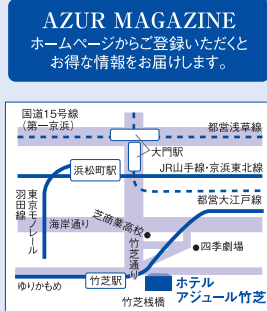 AZUR MAGAZINE
ホームページからご登録いただくと
お得な情報をお届けします。
国道15号線
(第一京浜)
都営浅草線
大門駅
浜松町駅
JR山手線・京浜東北線
東京モノレール
羽田線
海岸通り
芝商業高校
竹芝通り
都営大江戸線
四季劇場
竹芝駅
ゆりかもめ
竹芝桟橋
ホテル
アジュール竹芝